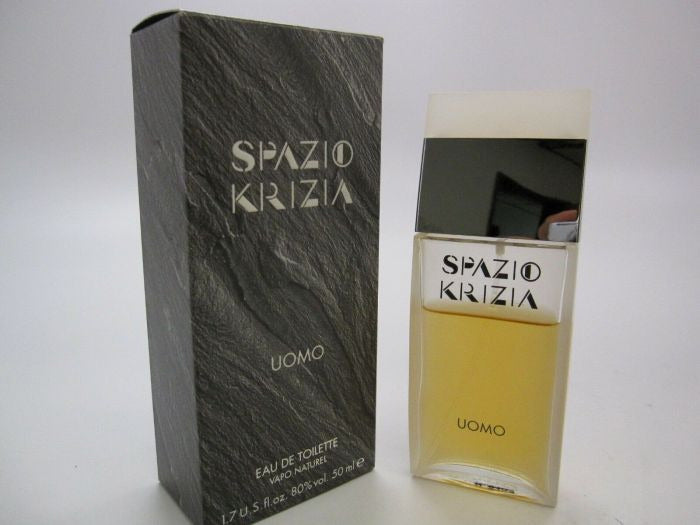 SPAZIO
KRIZIA
UOMO
EAU DE TOILETTE
VAPO. NATUREL
1.7 U.S.fl.oz. 80% vol. 50 ml e
SPAZIO
KRIZIA
UOMO